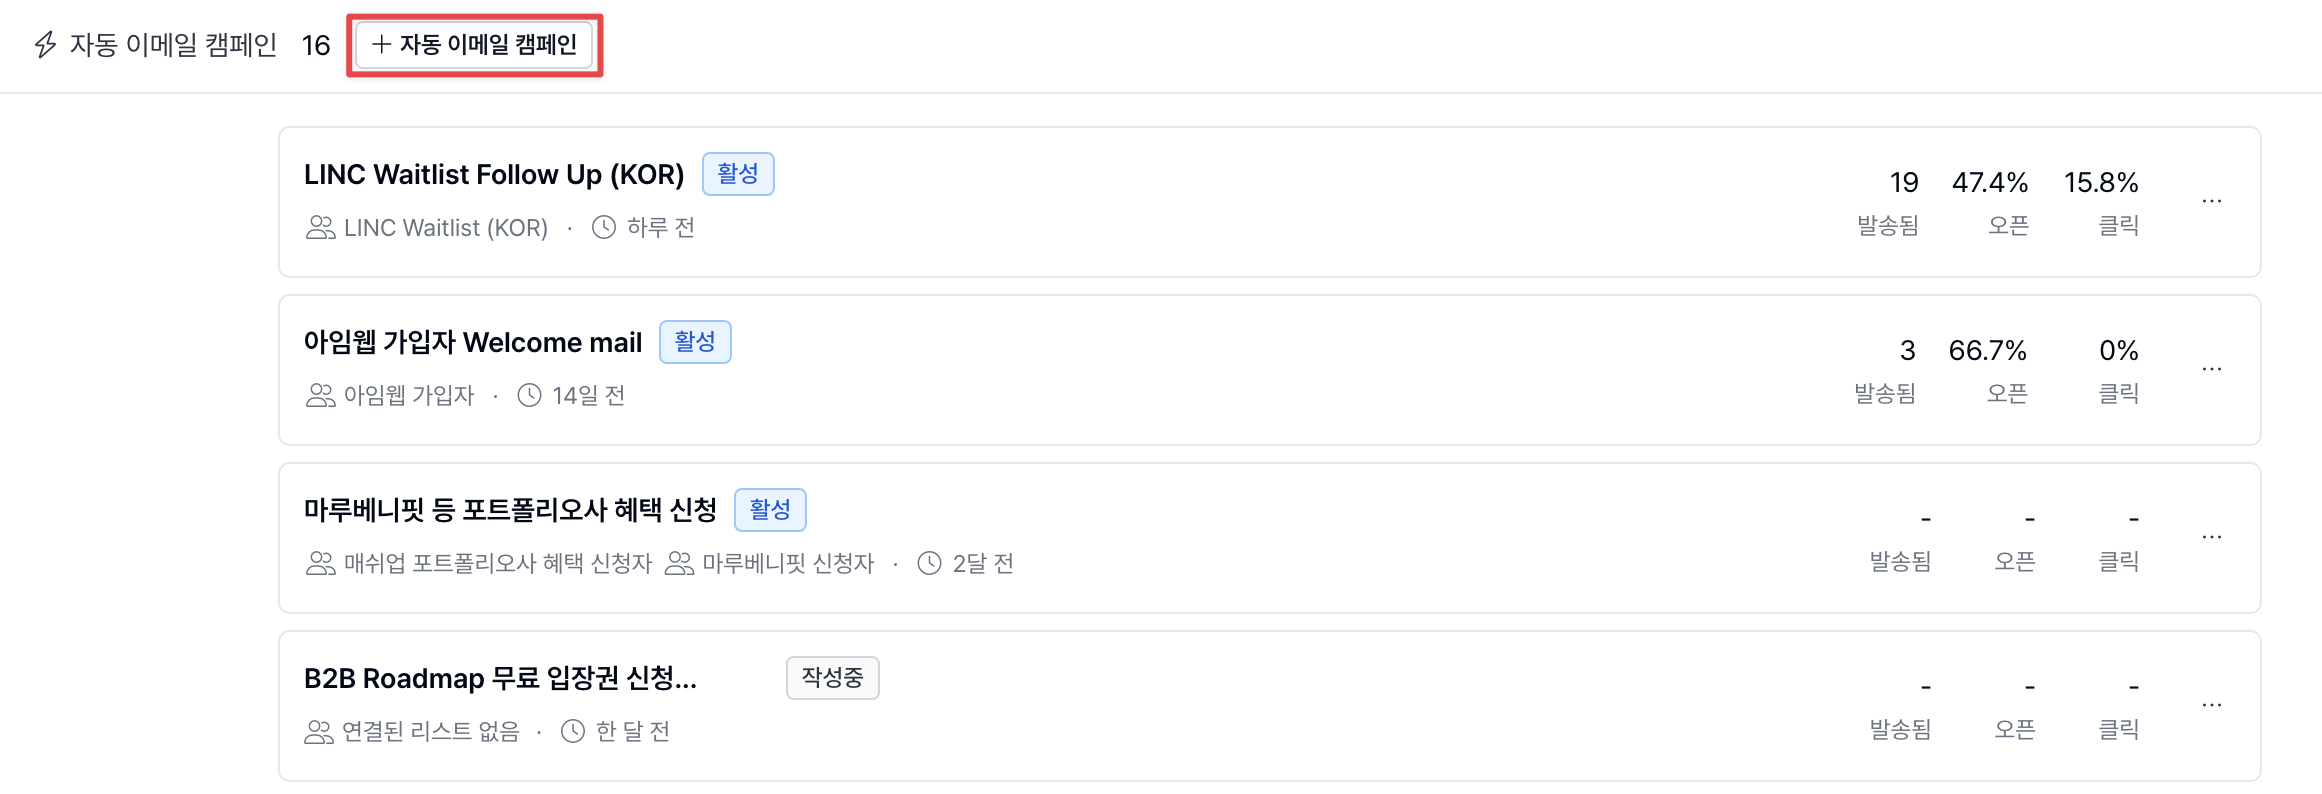 자동 이메일 캠페인 16 + 자동 이메일 캠페인
LINC Waitlist Follow Up (KOR) 활성
LINC Waitlist (KOR) · 하루 전
19 47.4% 15.8%
발송됨 오픈 클릭
...
아임웹 가입자 Welcome mail 활성
아임웹 가입자 · 14일 전
3 66.7% 0%
발송됨 오픈 클릭
...
마루베니핏 등 포트폴리오사 혜택 신청 활성
매쉬업 포트폴리오사 혜택 신청자 마루베니핏 신청자 · 2달 전
- - -
발송됨 오픈 클릭
...
B2B Roadmap 무료 입장권 신청... 작성중
연결된 리스트 없음 · 한 달 전
- - -
발송됨 오픈 클릭
...